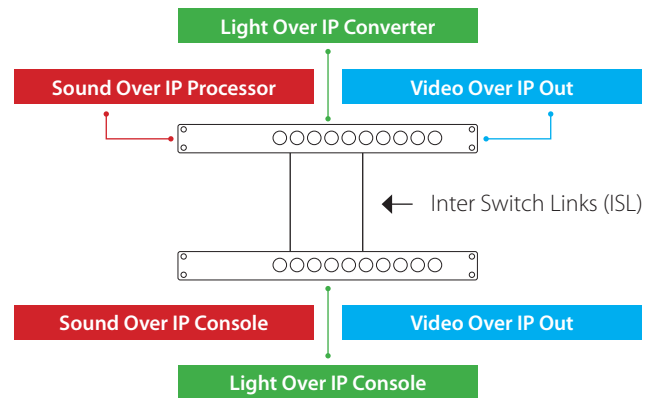 Light Over IP Converter
Sound Over IP Processor
Video Over IP Out
Inter Switch Links (ISL)
Sound Over IP Console
Video Over IP Out
Light Over IP Console